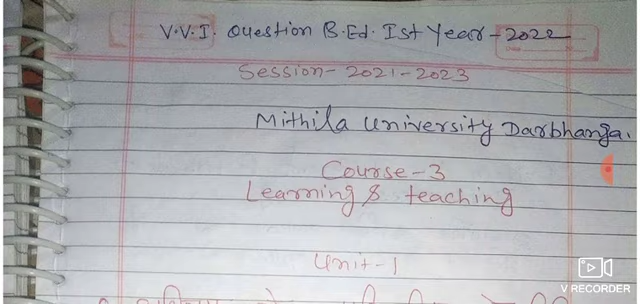 V.V.I. Question B.Ed. Ist Year - 2022
Session - 2021-2023
Mithila University Darbhanga.
Course - 3
Learning & teaching
Unit - 1
V RECORDER